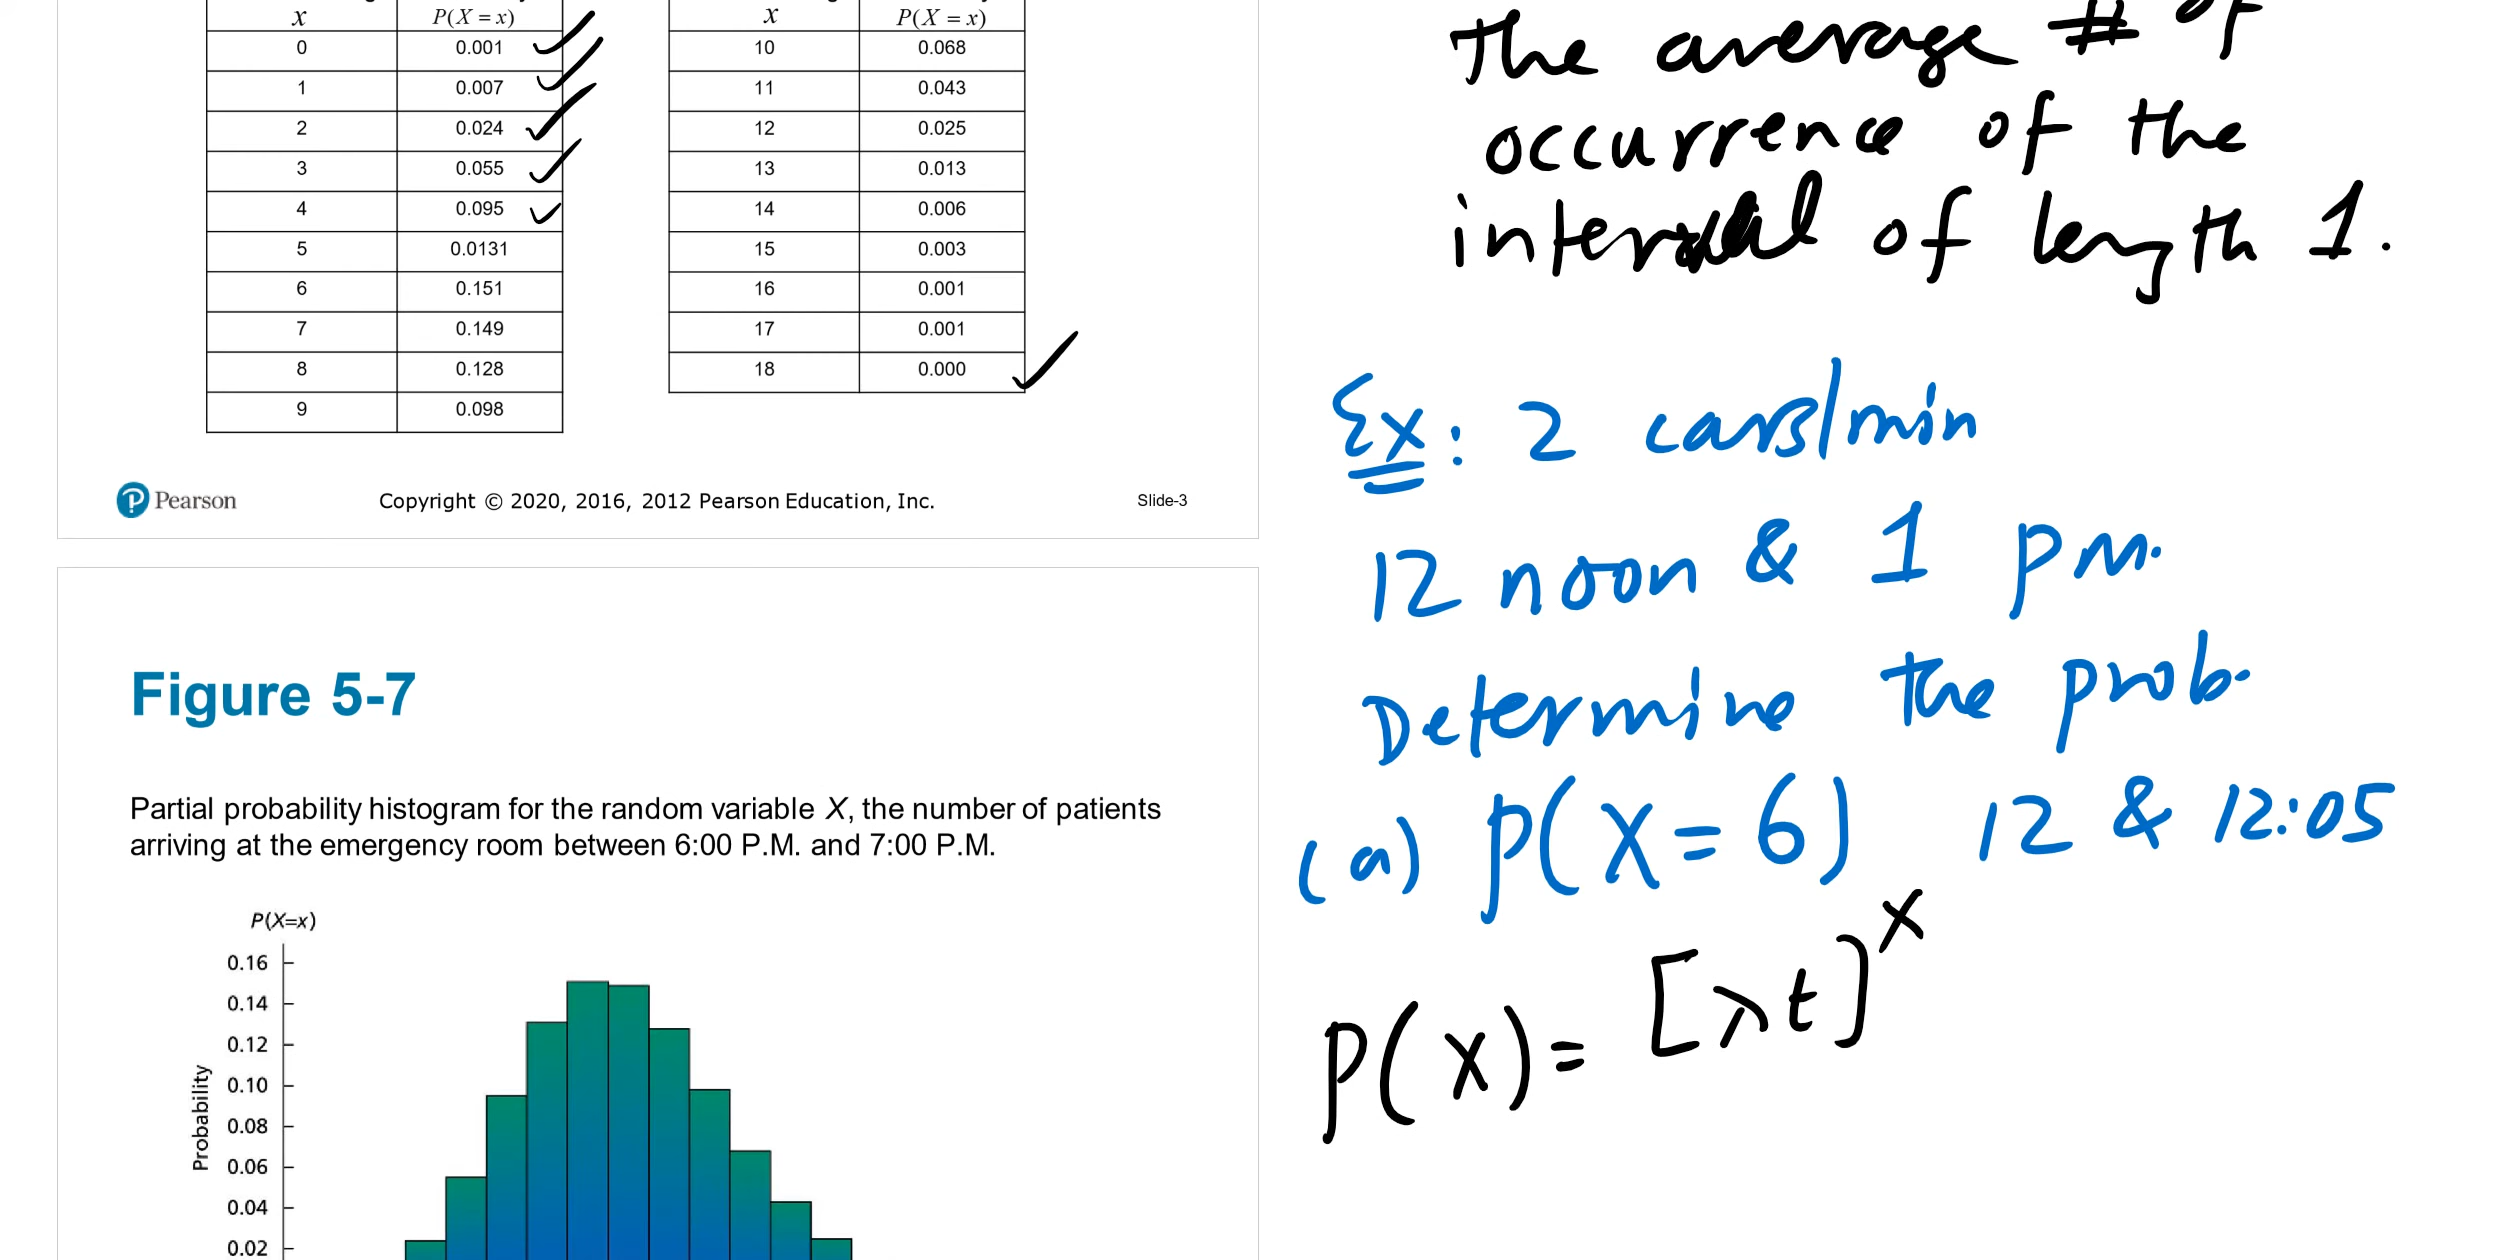 x P(X = x) x P(X = x)
0 0.001 10 0.068
1 0.007 11 0.043
2 0.024 12 0.025
3 0.055 13 0.013
4 0.095 14 0.006
5 0.0131 15 0.003
6 0.151 16 0.001
7 0.149 17 0.001
8 0.128 18 0.000
9 0.098
Pearson Copyright © 2020, 2016, 2012 Pearson Education, Inc. Slide-3
Figure 5-7
Partial probability histogram for the random variable X, the number of patients
arriving at the emergency room between 6:00 P.M. and 7:00 P.M.
P(X=x)
0.16
0.14
0.12
0.10
0.08
0.06
0.04
0.02
Probability
the average # of
occurrence of the
interval of length 1.
Ex: 2 cars/min
12 noon & 1 pm.
Determine the prob.
(a) P(X=6) 12 & 12:05
P(x)= [λt]^x